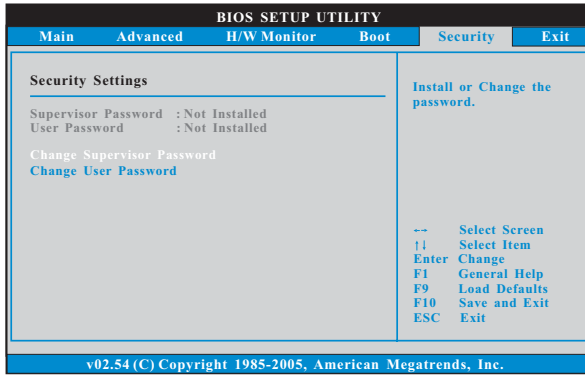 BIOS SETUP UTILITY
Main Advanced H/W Monitor Boot Security Exit
Security Settings
Supervisor Password : Not Installed
User Password : Not Installed
Change Supervisor Password
Change User Password
Install or Change the
password.
←→ Select Screen
↑↓ Select Item
Enter Change
F1 General Help
F9 Load Defaults
F10 Save and Exit
ESC Exit
v02.54 (C) Copyright 1985-2005, American Megatrends, Inc.